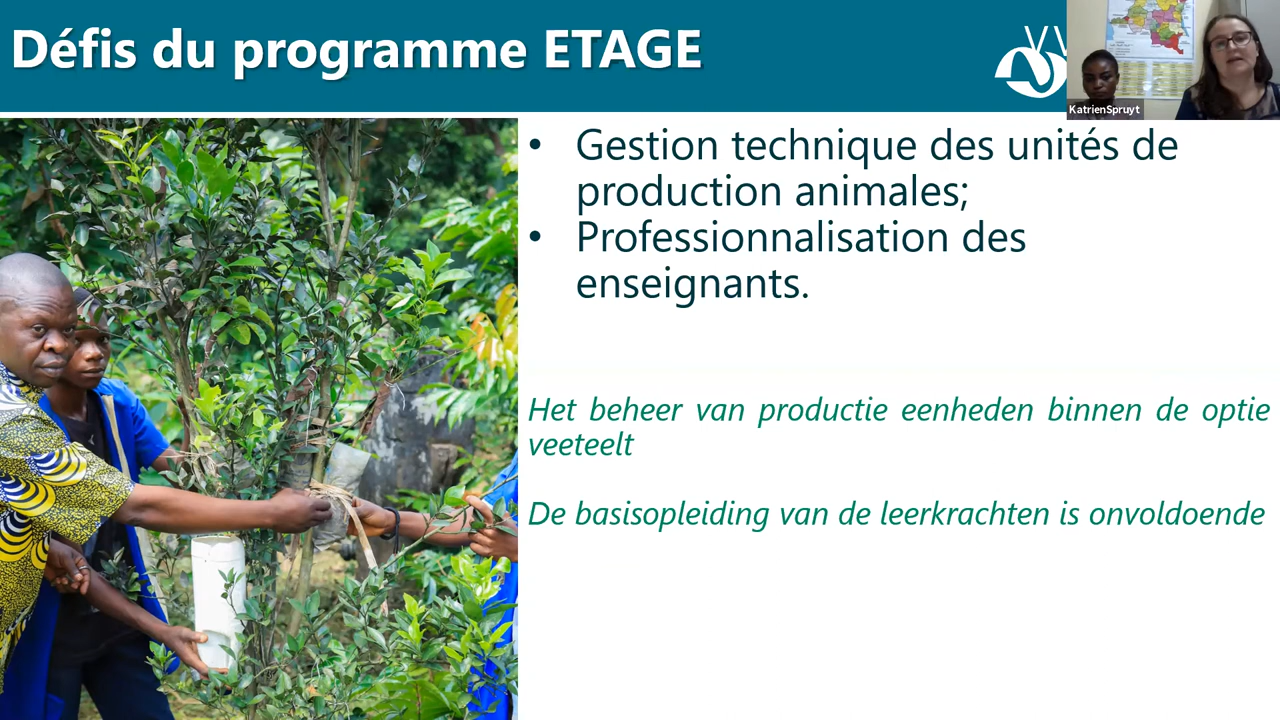 Défis du programme ETAGE
KatrienSpruyt
• Gestion technique des unités de
production animales;
• Professionnalisation des
enseignants.
Het beheer van productie eenheden binnen de optie
veeteelt
De basisopleiding van de leerkrachten is onvoldoende